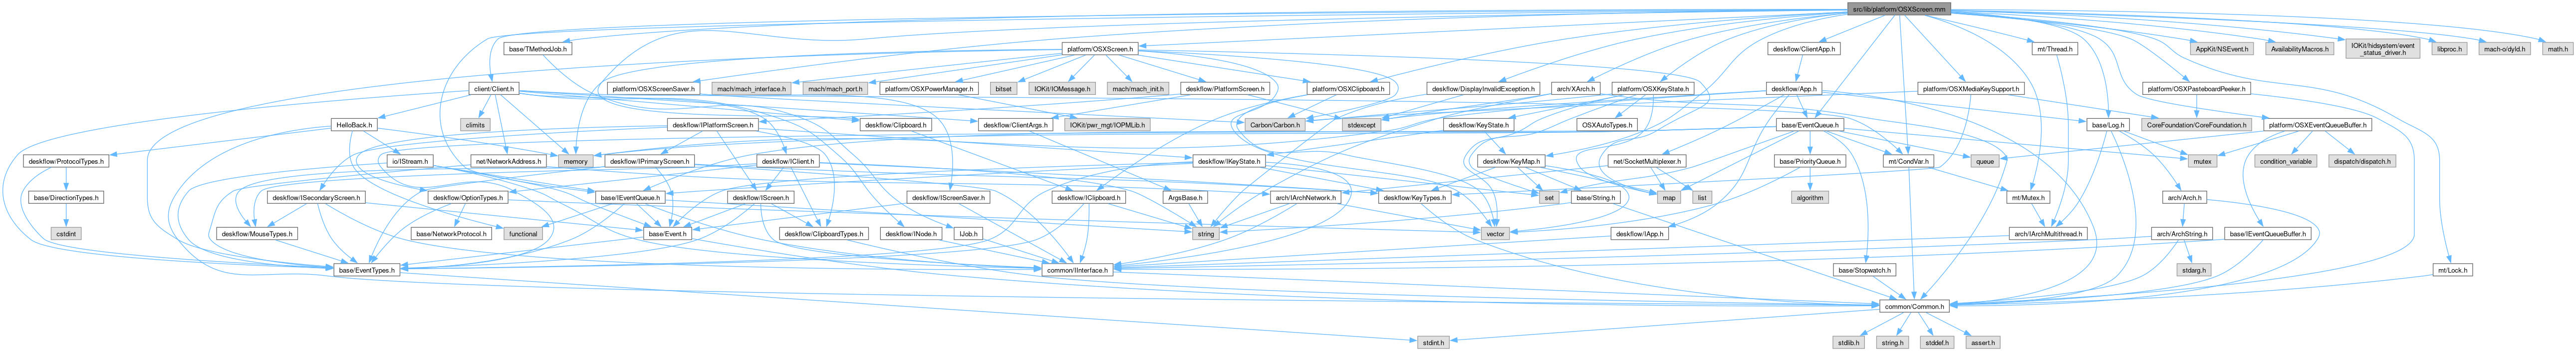 src/lib/platform/OSXScreen.mm
base/TMethodJob.h
platform/OSXScreen.h
deskflow/ClientApp.h
mt/Thread.h
AppKit/NSEvent.h
AvailabilityMacros.h
IOKit/hidsystem/event
_status_driver.h
libproc.h
mach-o/dyld.h
math.h
client/Client.h
platform/OSXScreenSaver.h
mach/mach_interface.h
mach/mach_port.h
platform/OSXPowerManager.h
bitset
IOKit/IOMessage.h
mach/mach_init.h
deskflow/PlatformScreen.h
platform/OSXClipboard.h
deskflow/DisplayInvalidException.h
arch/XArch.h
platform/OSXKeyState.h
deskflow/App.h
platform/OSXMediaKeySupport.h
platform/OSXPasteboardPeeker.h
HelloBack.h
climits
deskflow/IPlatformScreen.h
deskflow/Clipboard.h
deskflow/ClientArgs.h
IOKit/pwr_mgt/IOPMLib.h
Carbon/Carbon.h
stdexcept
deskflow/KeyState.h
OSXAutoTypes.h
base/EventQueue.h
base/Log.h
CoreFoundation/CoreFoundation.h
platform/OSXEventQueueBuffer.h
deskflow/ProtocolTypes.h
io/IStream.h
net/NetworkAddress.h
memory
deskflow/IPrimaryScreen.h
deskflow/IClient.h
deskflow/IKeyState.h
deskflow/KeyMap.h
net/SocketMultiplexer.h
base/PriorityQueue.h
mt/CondVar.h
queue
mutex
condition_variable
dispatch/dispatch.h
base/DirectionTypes.h
deskflow/ISecondaryScreen.h
deskflow/OptionTypes.h
base/IEventQueue.h
deskflow/IScreen.h
deskflow/IScreenSaver.h
deskflow/IClipboard.h
ArgsBase.h
arch/IArchNetwork.h
deskflow/KeyTypes.h
set
base/String.h
map
list
algorithm
mt/Mutex.h
arch/Arch.h
cstdint
deskflow/MouseTypes.h
base/NetworkProtocol.h
functional
base/Event.h
deskflow/ClipboardTypes.h
deskflow/INode.h
IJob.h
string
vector
deskflow/IApp.h
arch/IArchMultithread.h
arch/ArchString.h
base/IEventQueueBuffer.h
base/EventTypes.h
common/IInterface.h
base/Stopwatch.h
stdarg.h
mt/Lock.h
common/Common.h
stdint.h
stdlib.h
string.h
stddef.h
assert.h